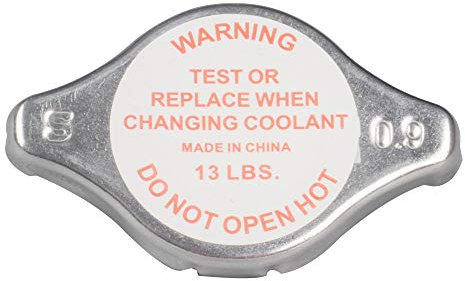 WARNING
TEST OR
REPLACE WHEN
CHANGING COOLANT
MADE IN CHINA
13 LBS.
DO NOT OPEN HOT
S
0.9